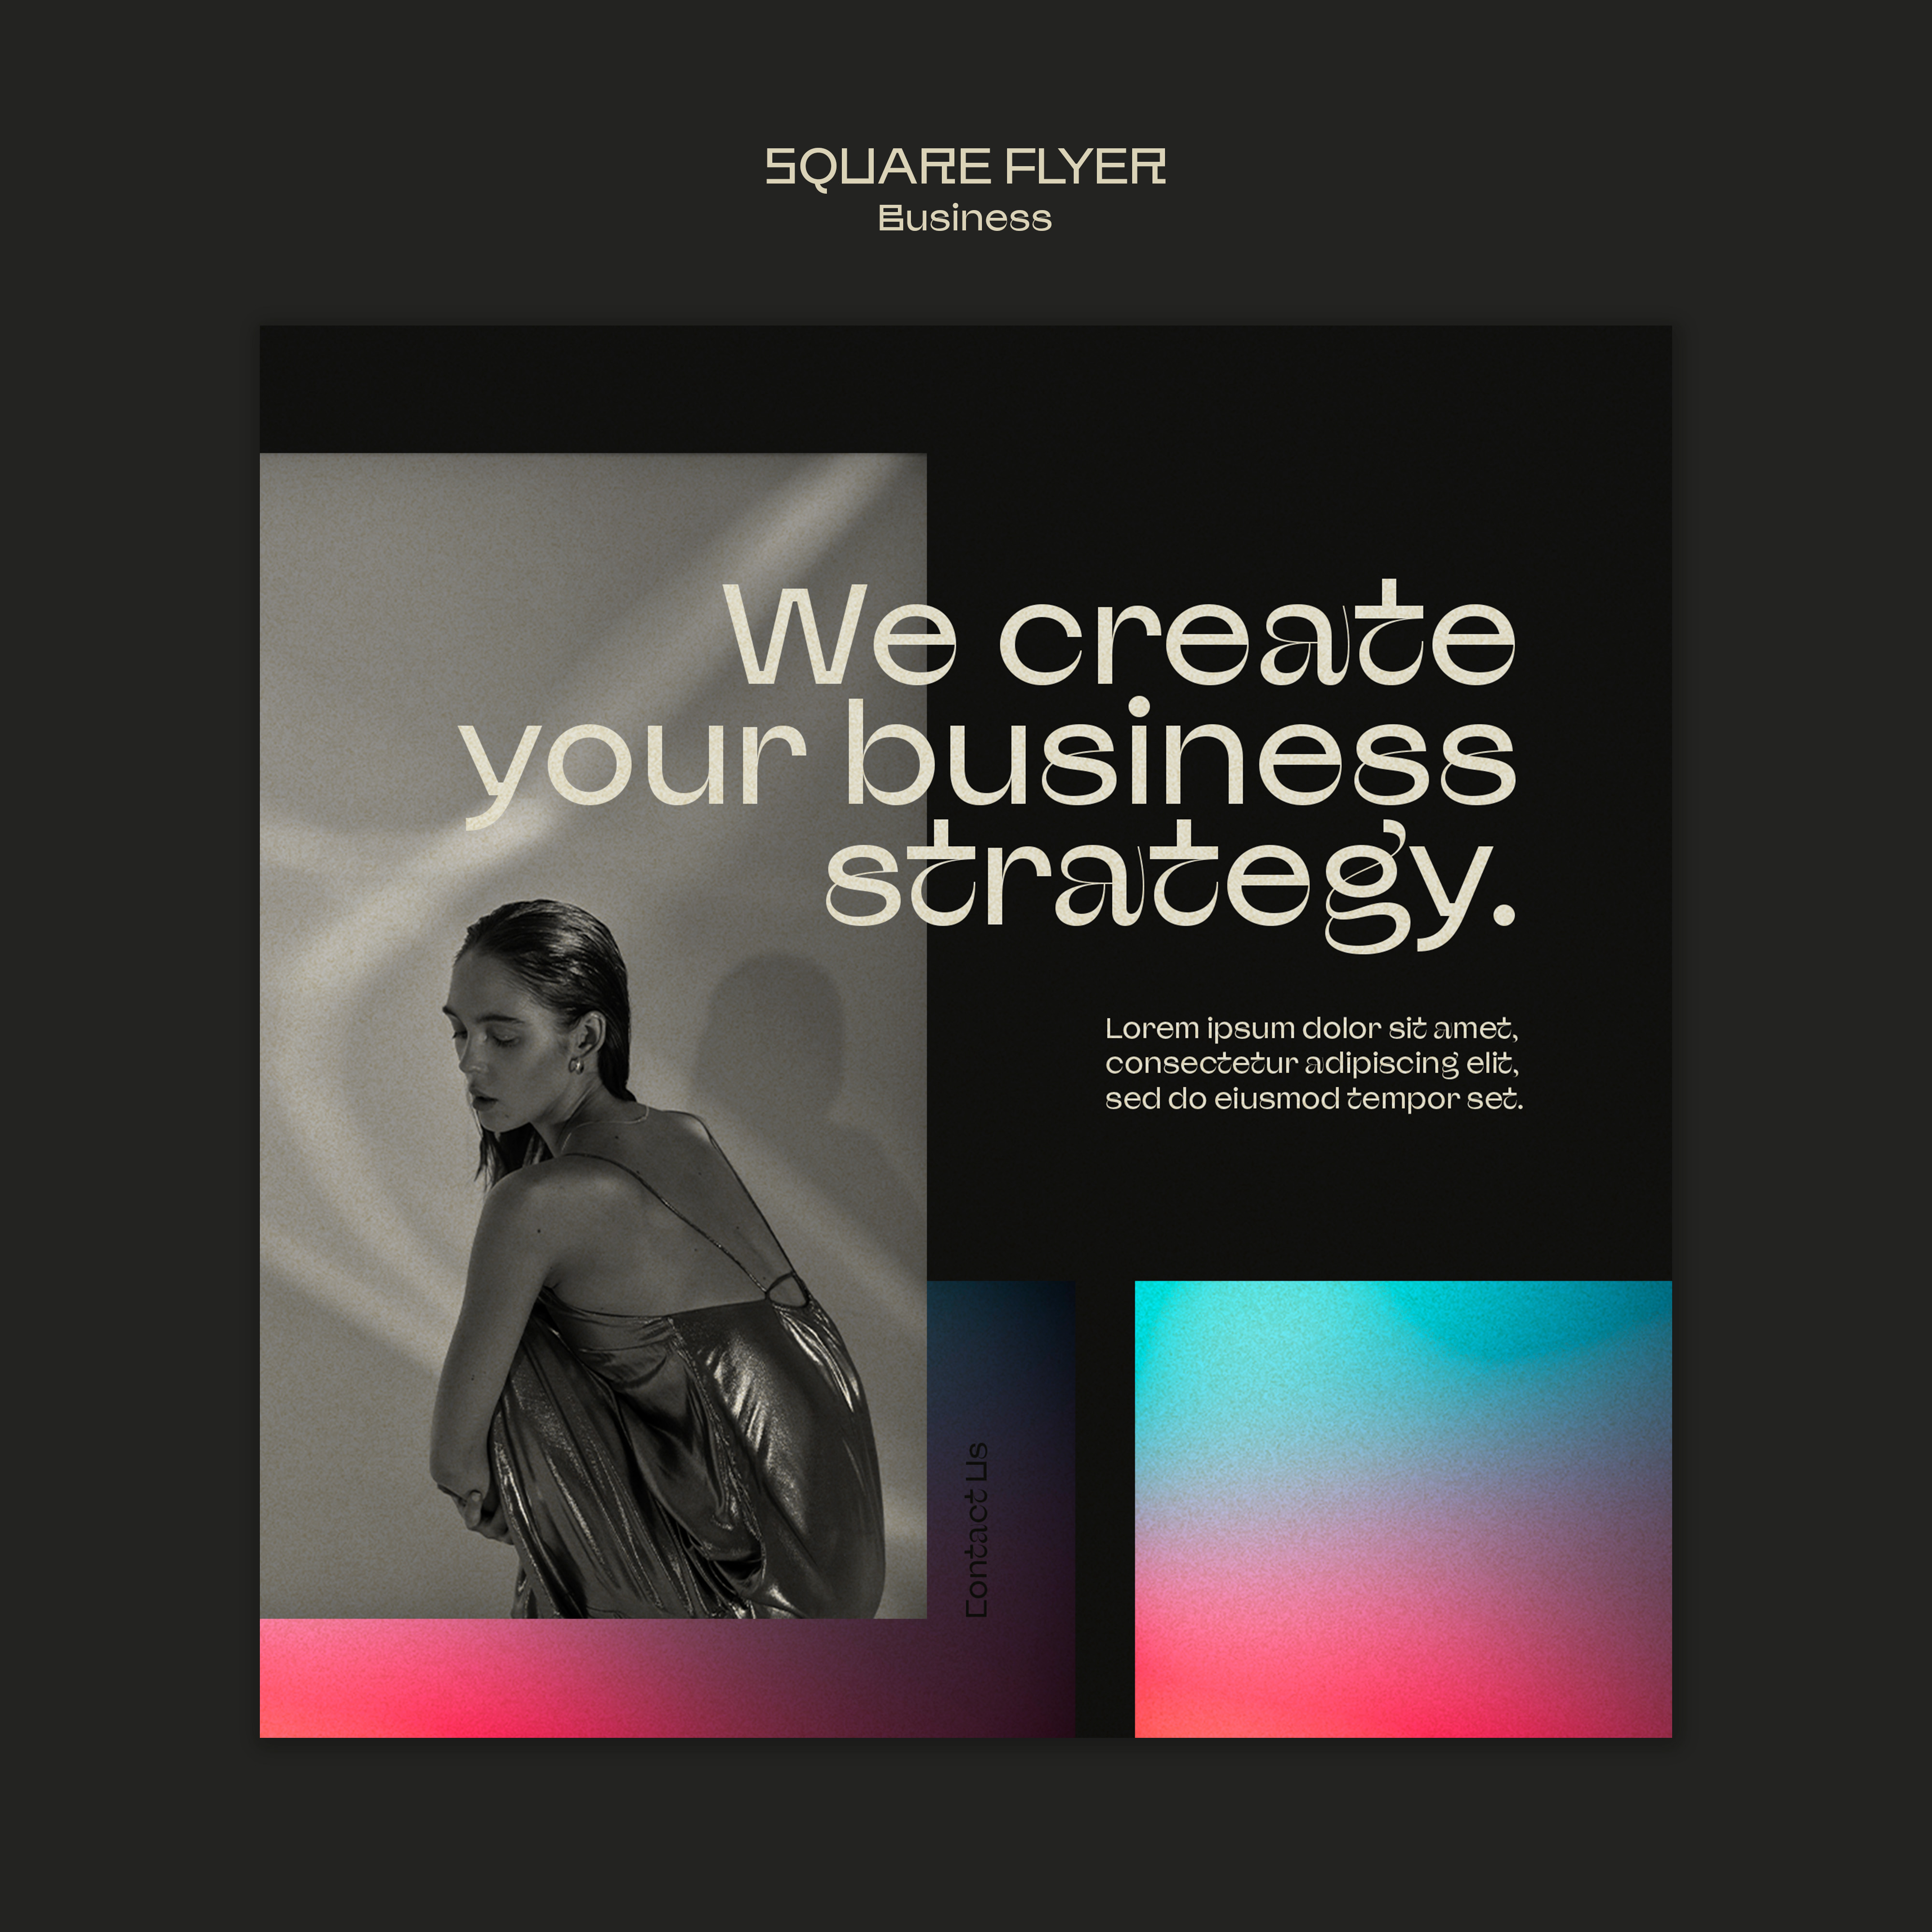 SQUARE FLYER
Business
We create
your business
strategy.
Lorem ipsum dolor sit amet,
consectetur adipiscing elit,
sed do eiusmod tempor set.
Contact Us